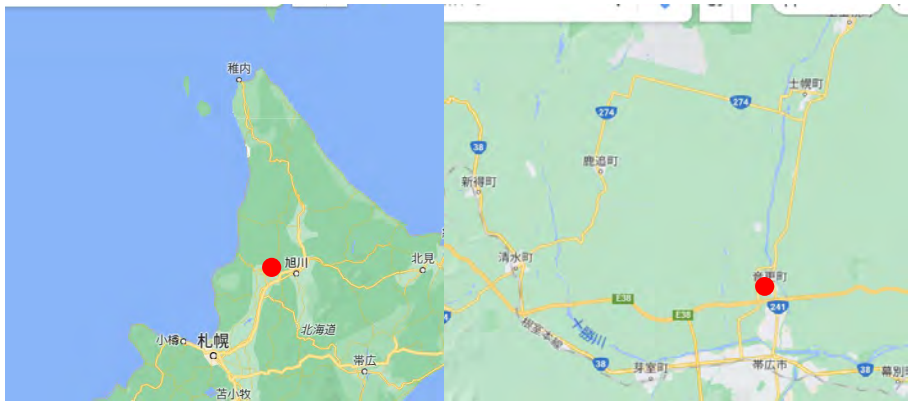 稚内
旭川
北見
北海道
小樽
札幌
帯広
苫小牧
士幌町
274
274
38
鹿追町
新得町
清水町
音更町
E38
E38
241
十勝川
根室本線
38
芽室町
帯広市
38
幕別町